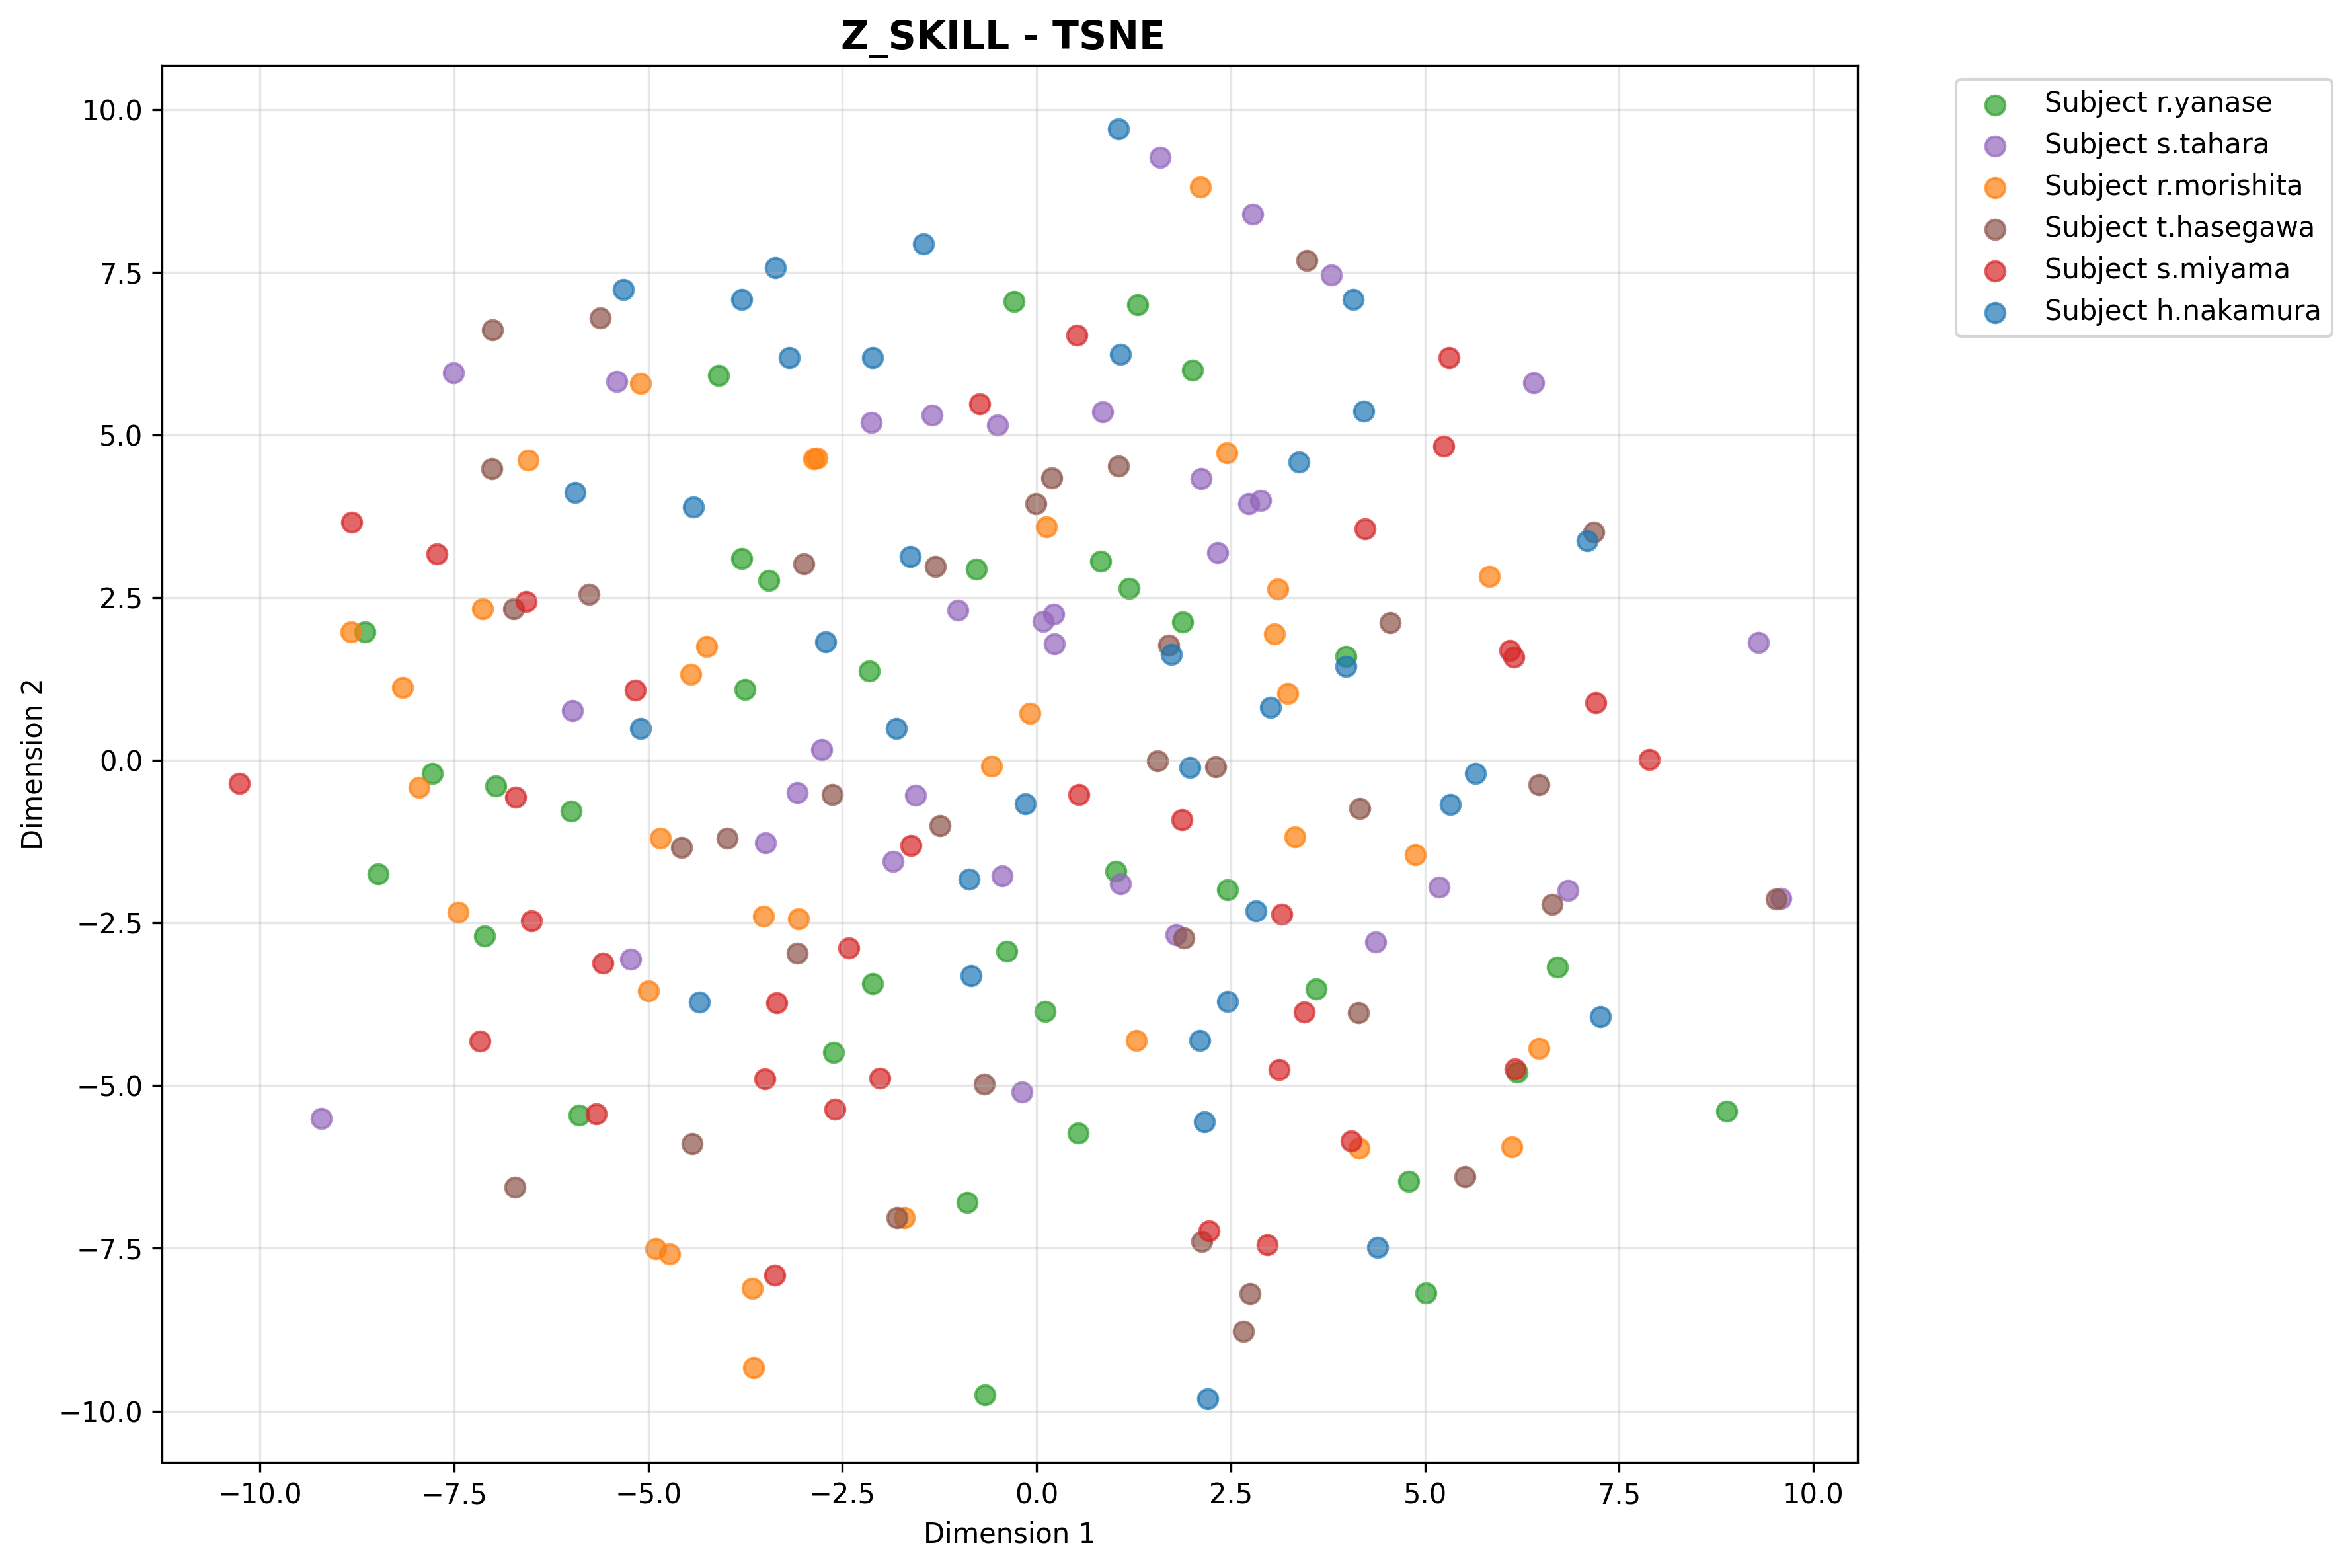 Z_SKILL - TSNE
Subject r.yanase
Subject s.tahara
Subject r.morishita
Subject t.hasegawa
Subject s.miyama
Subject h.nakamura
Dimension 2
10.0
7.5
5.0
2.5
0.0
−2.5
−5.0
−7.5
−10.0
−10.0 −7.5 −5.0 −2.5 0.0 2.5 5.0 7.5 10.0
Dimension 1